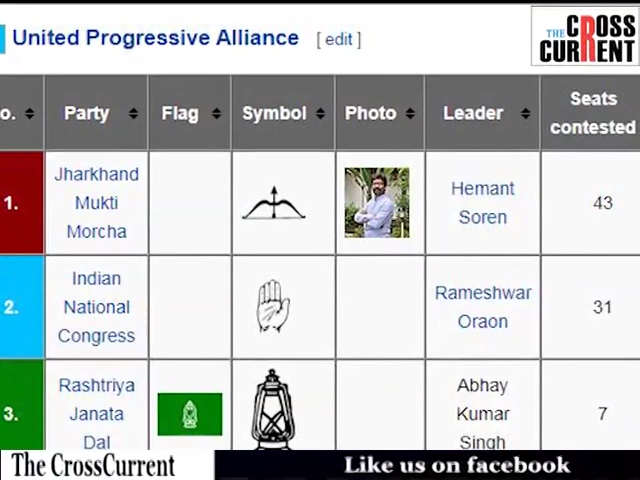 United Progressive Alliance [ edit ]
THE CROSS
CURRENT
o. Party Flag Symbol Photo Leader Seats contested
1. Jharkhand Mukti Morcha Hemant Soren 43
2. Indian National Congress Rameshwar Oraon 31
3. Rashtriya Janata Dal Abhay Kumar Singh 7
The CrossCurrent Like us on facebook